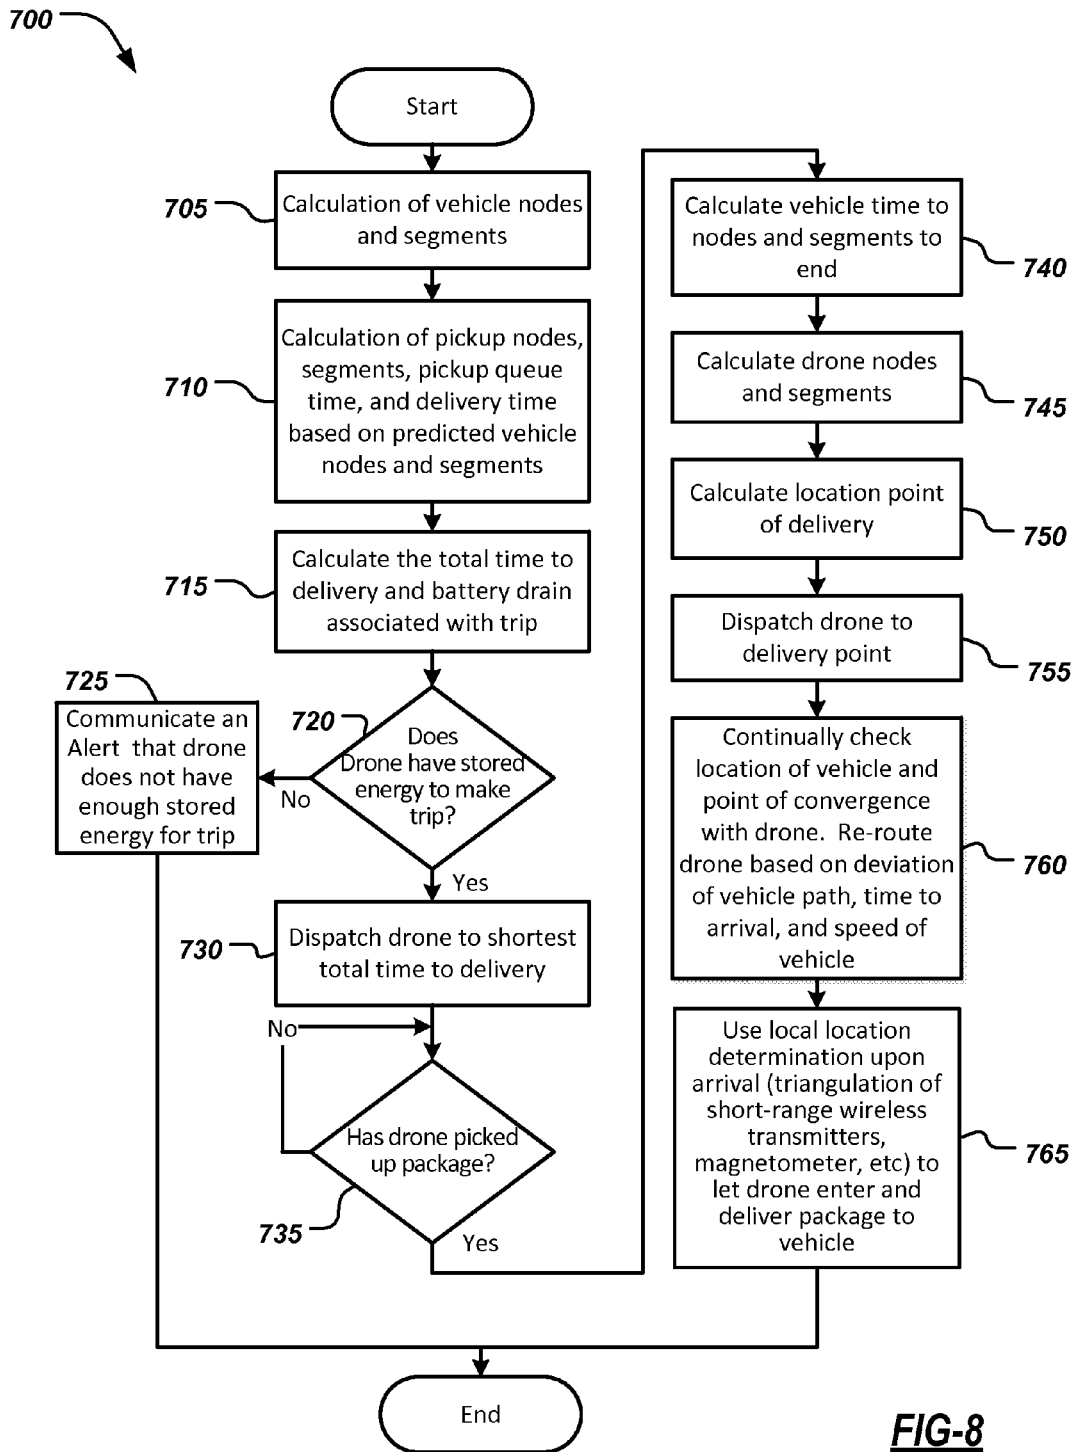 700
Start
705
Calculation of vehicle nodes
and segments
710
Calculation of pickup nodes,
segments, pickup queue
time, and delivery time
based on predicted vehicle
nodes and segments
715
Calculate the total time to
delivery and battery drain
associated with trip
720
Does
Drone have stored
energy to make
trip?
No
725
Communicate an
Alert that drone
does not have
enough stored
energy for trip
Yes
730
Dispatch drone to shortest
total time to delivery
No
Has drone picked
up package?
735
Yes
Calculate vehicle time to
nodes and segments to
end
740
Calculate drone nodes
and segments
745
Calculate location point
of delivery
750
Dispatch drone to
delivery point
755
Continually check
location of vehicle and
point of convergence
with drone. Re-route
drone based on deviation
of vehicle path, time to
arrival, and speed of
vehicle
760
Use local location
determination upon
arrival (triangulation of
short-range wireless
transmitters,
magnetometer, etc) to
let drone enter and
deliver package to
vehicle
765
End
FIG-8